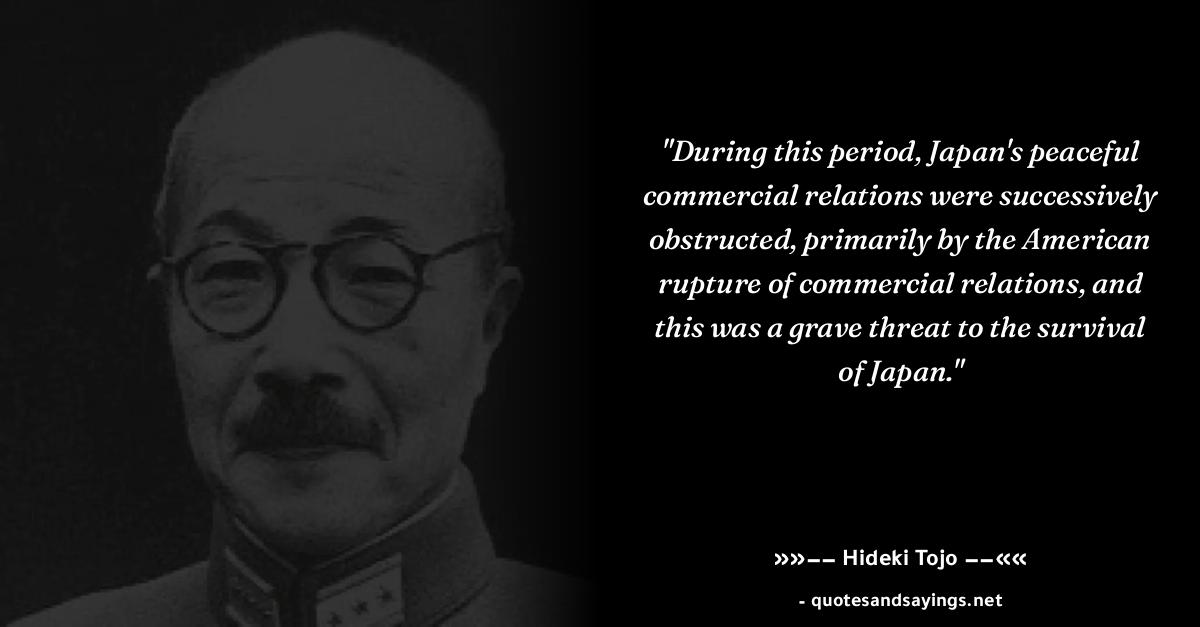 "During this period, Japan's peaceful
commercial relations were successively
obstructed, primarily by the American
rupture of commercial relations, and
this was a grave threat to the survival
of Japan."
»»−− Hideki Tojo −−««
- quotesandsayings.net